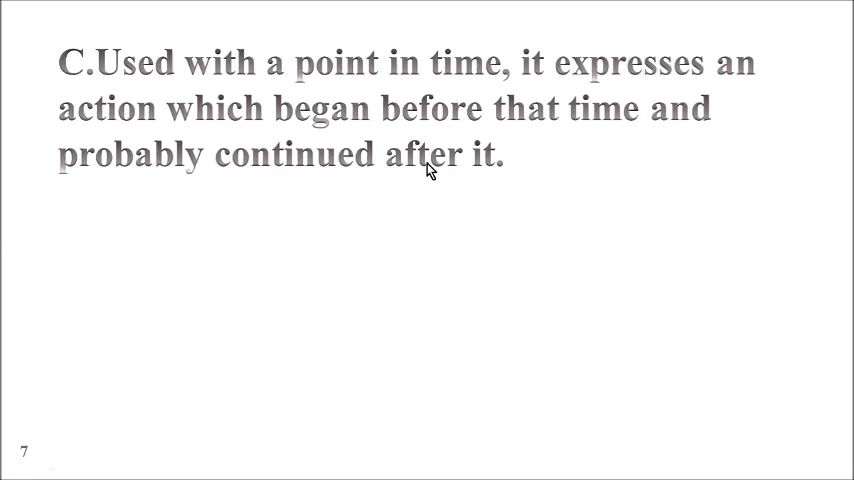 C.Used with a point in time, it expresses an
action which began before that time and
probably continued after it.
7